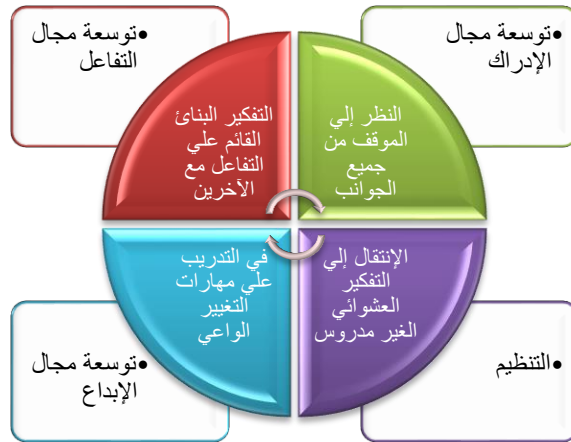 •توسعة مجال
الإدراك
•توسعة مجال
التفاعل
النظر إلي
الموقف من
جميع
الجوانب
التفكير البنائ
القائم علي
التفاعل مع
الآخرين
الإنتقال إلي
التفكير
العشوائي
الغير مدروس
في التدريب
علي مهارات
التغيير
الواعي
•التنظيم
•توسعة مجال
الإبداع